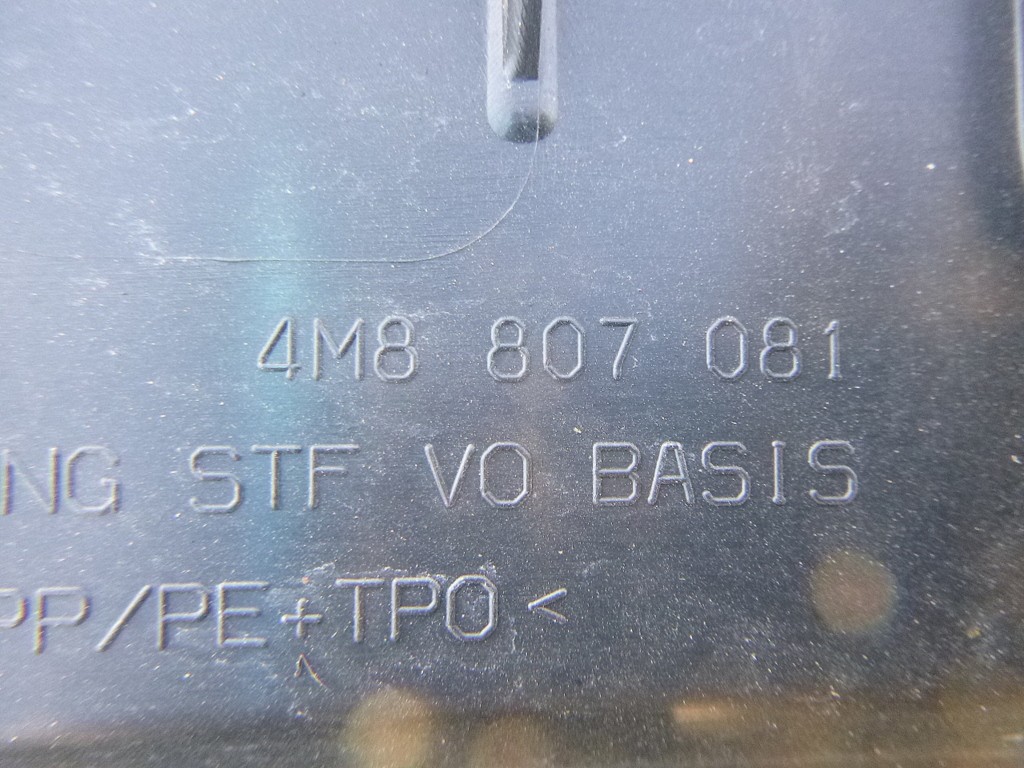 4M8 807 081
NG STF VO BASIS
PP/PE+TPO<